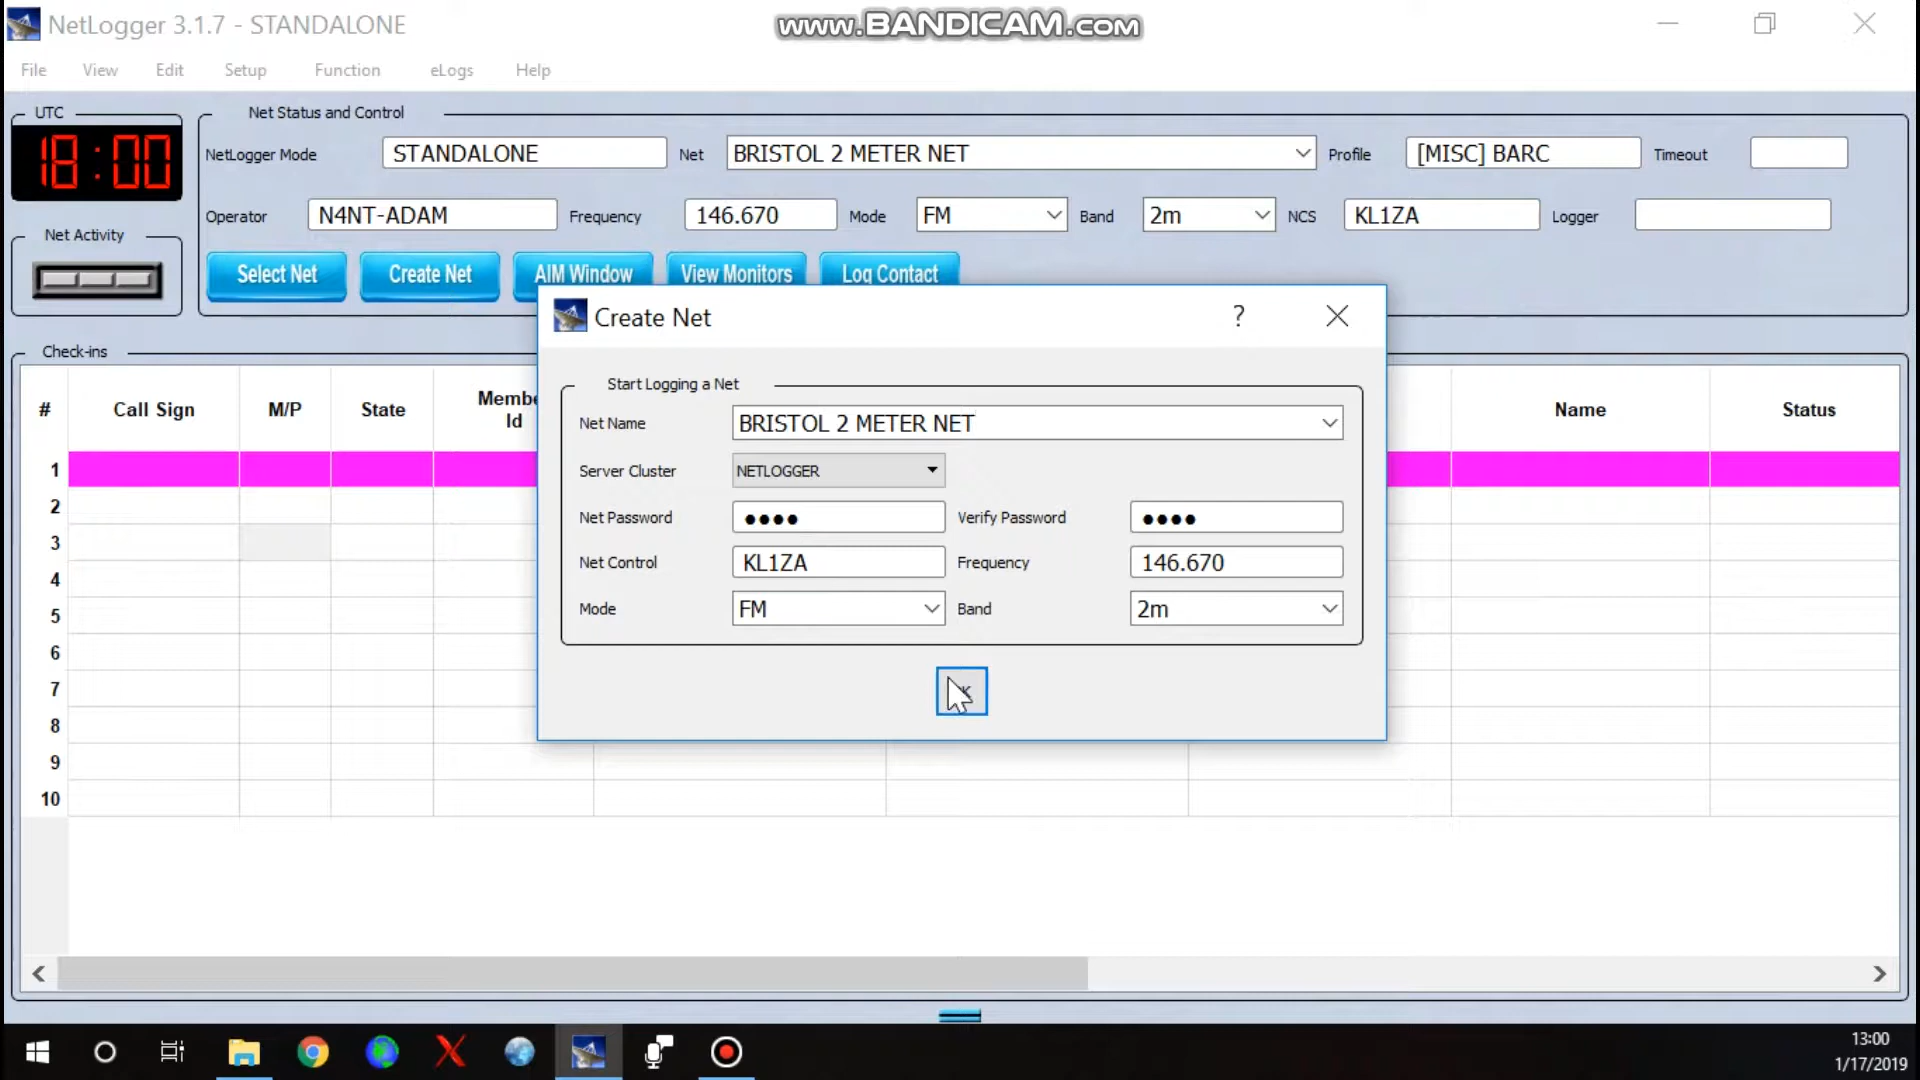 NetLogger 3.1.7 - STANDALONE
www.BANDICAM.com
File View Edit Setup Function eLogs Help
UTC
18:00
Net Status and Control
NetLogger Mode STANDALONE Net BRISTOL 2 METER NET Profile [MISC] BARC Timeout
Operator N4NT-ADAM Frequency 146.670 Mode FM Band 2m NCS KL1ZA Logger
Net Activity
Select Net Create Net AIM Window View Monitors Log Contact
Create Net
?
Start Logging a Net
Net Name BRISTOL 2 METER NET
Server Cluster NETLOGGER
Net Password ●●●● Verify Password ●●●●
Net Control KL1ZA Frequency 146.670
Mode FM Band 2m
Check-ins
# Call Sign M/P State Membe Name Status
Id
1
2
3
4
5
6
7
8
9
10
13:00
1/17/2019